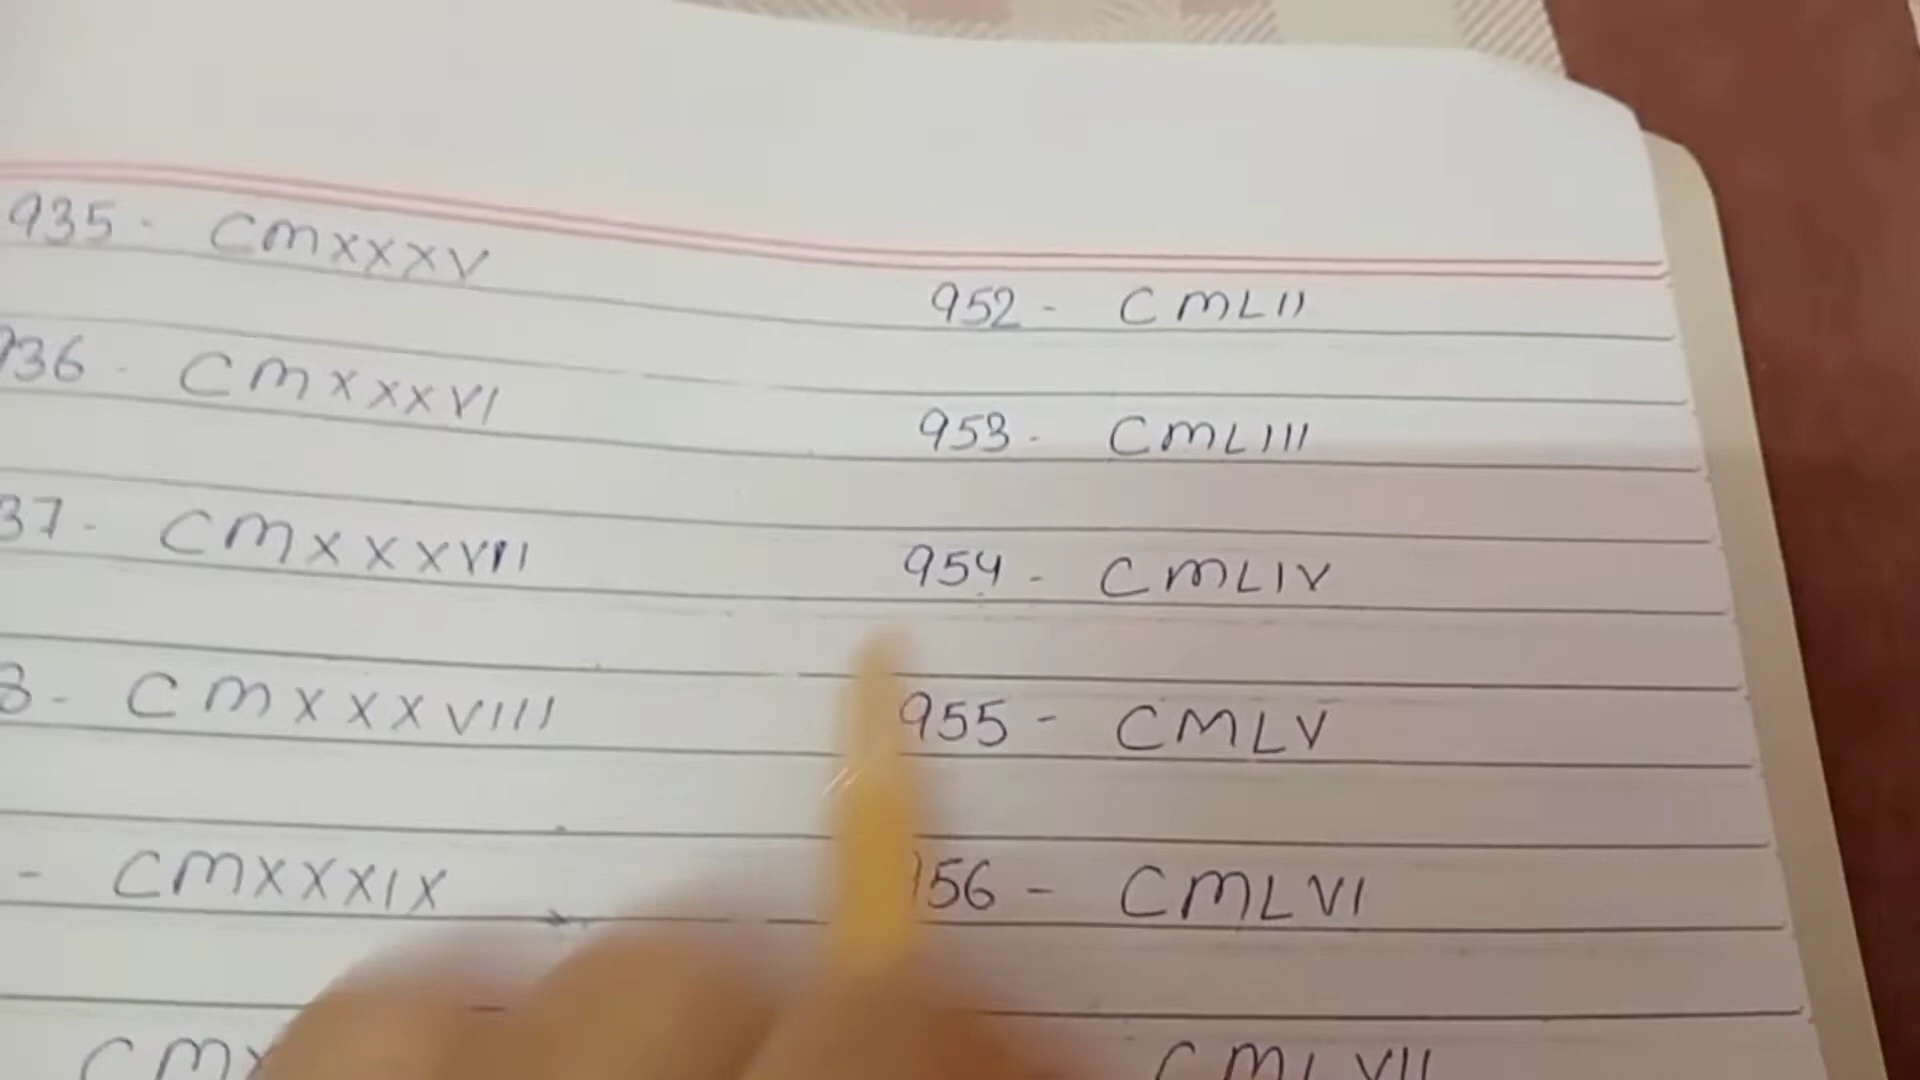 935 - CMXXXV
936 - CMXXXVI
37 - CMXXXVII
8 - CMXXXVIII
- CMXXXIX
CMX
952 - CMLII
953 - CMLIII
954 - CMLIV
955 - CMLV
956 - CMLVI
CMLVII